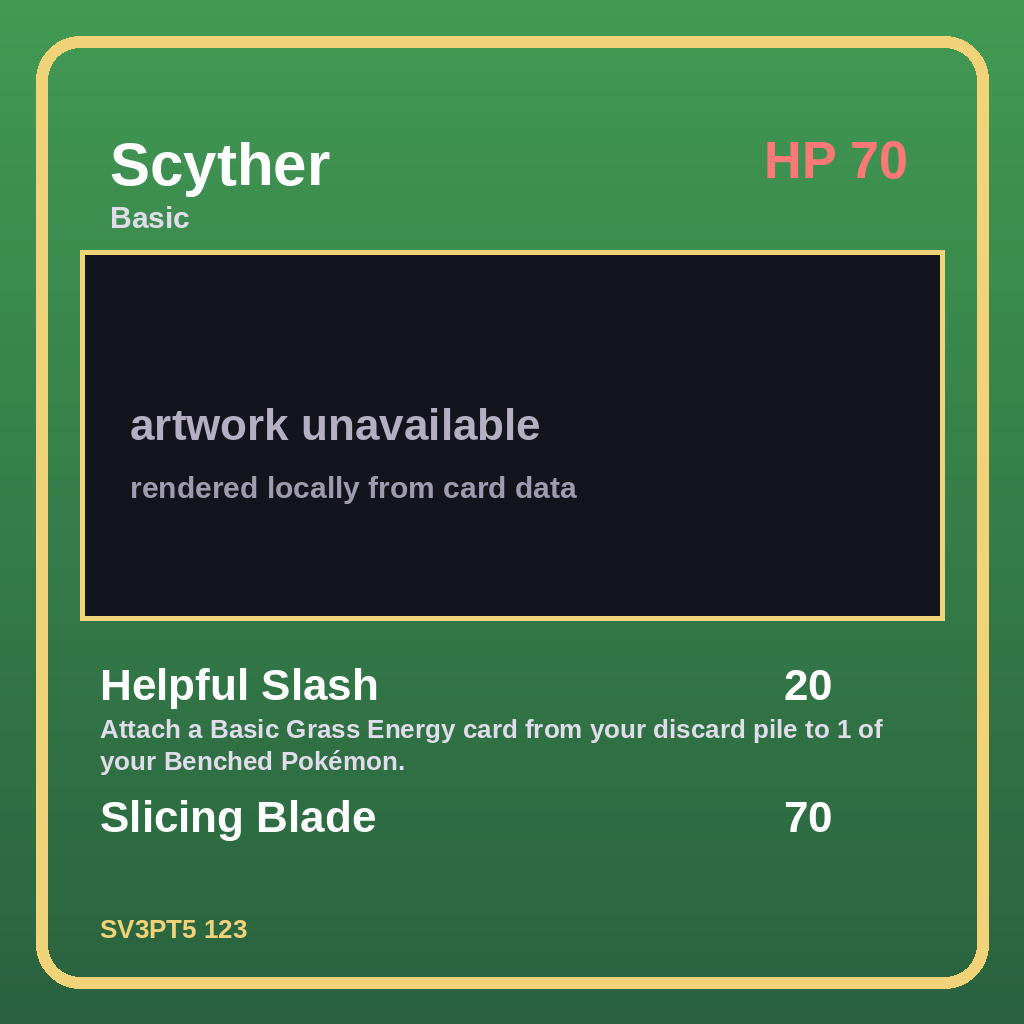 Scyther
HP 70
Basic
artwork unavailable
rendered locally from card data
Helpful Slash 20
Attach a Basic Grass Energy card from your discard pile to 1 of
your Benched Pokémon.
Slicing Blade 70
SV3PT5 123